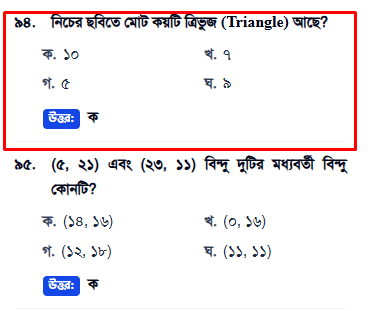 ৯৪. নিচের ছবিতে মোট কয়টি ত্রিভুজ (Triangle) আছে?
ক. ১০ খ. ৭
গ. ৫ ঘ. ৯
উত্তর: ক
৯৫. (৫, ২১) এবং (২৩, ১১) বিন্দু দুটির মধ্যবর্তী বিন্দু
কোনটি?
ক. (১৪, ১৬) খ. (০, ১৬)
গ. (১২, ১৮) ঘ. (১১, ১১)
উত্তর: ক